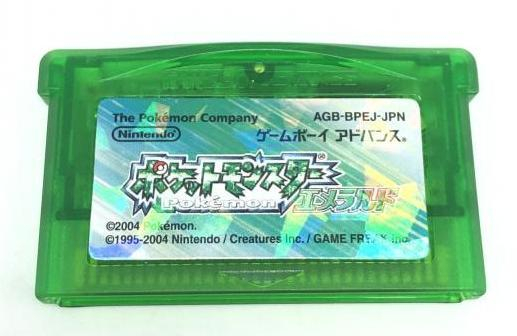 The Pokémon Company AGB-BPEJ-JPN
Nintendo ゲームボーイ アドバンス®
ポケットモンスター®
Pokémon エメラルド
©2004 Pokémon.
©1995-2004 Nintendo / Creatures Inc. / GAME FREAK inc.